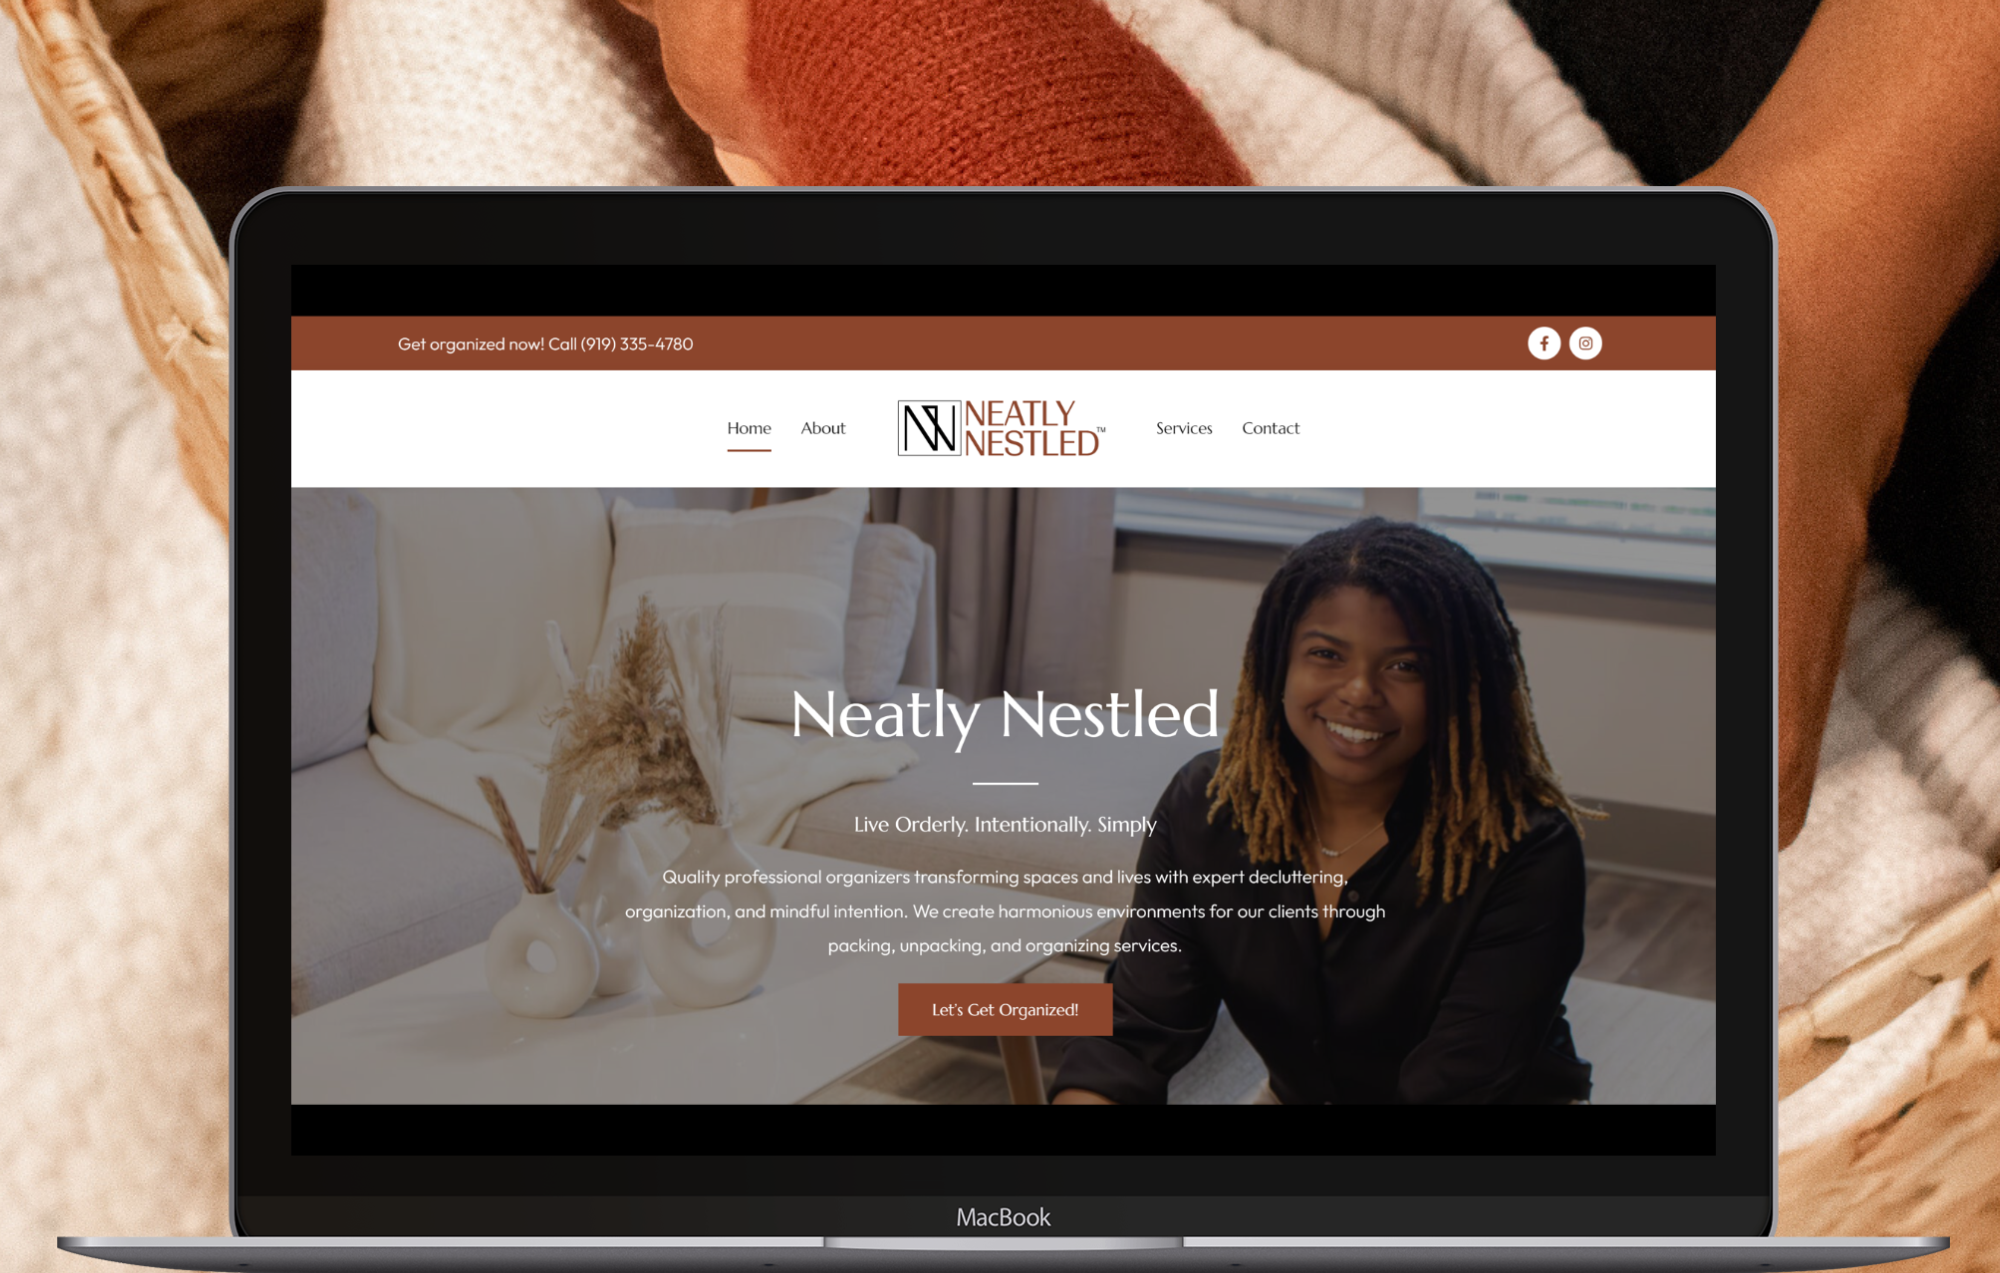 Get organized now! Call (919) 335-4780
Home
About
NEATLY
NESTLED™
Services
Contact
Neatly Nestled
Live Orderly. Intentionally. Simply
Quality professional organizers transforming spaces and lives with expert decluttering,
organization, and mindful intention. We create harmonious environments for our clients through
packing, unpacking, and organizing services.
Let's Get Organized!
MacBook